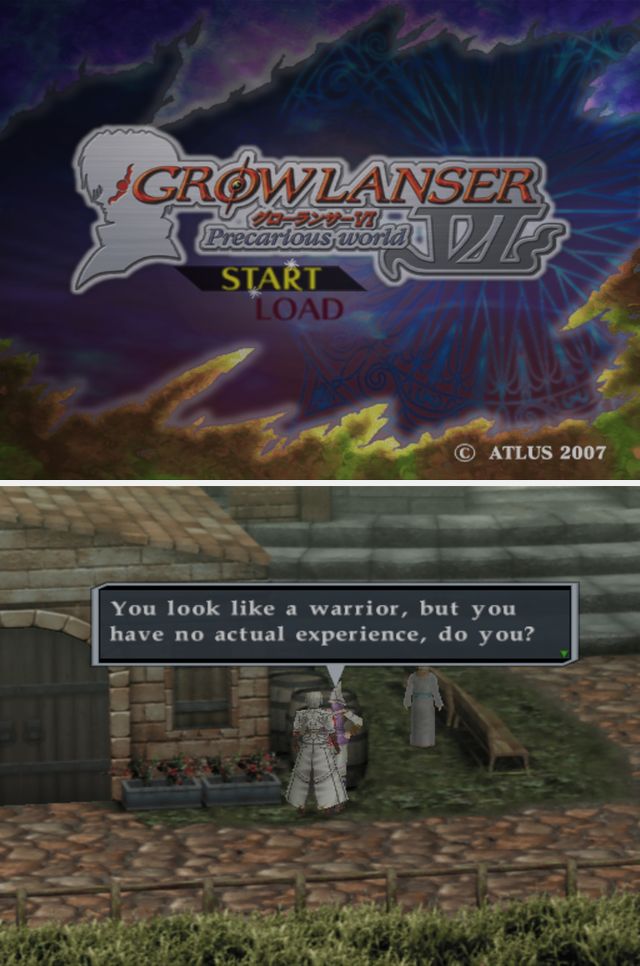 GROWLANSER
グローランサーVI
Precarious world
VI
START
LOAD
© ATLUS 2007
You look like a warrior, but you
have no actual experience, do you?